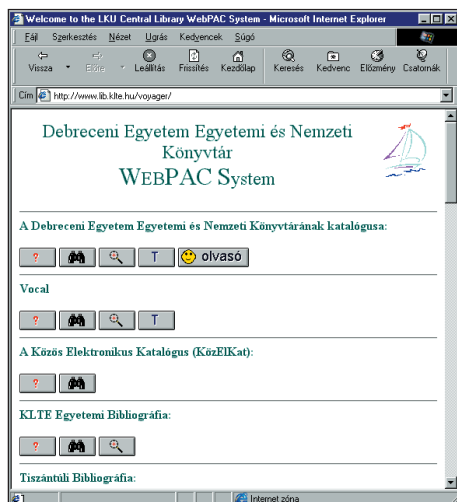 Welcome to the LKU Central Library WebPAC System - Microsoft Internet Explorer
Fájl Szerkesztés Nézet Ugrás Kedvencek Súgó
Vissza Előre Leállítás Frissítés Kezdőlap Keresés Kedvenc Előzmény Csatornák
Cím http://www.lib.klte.hu/voyager/
Debreceni Egyetem Egyetemi és Nemzeti
Könyvtár
WEBPAC SYSTEM
A Debreceni Egyetem Egyetemi és Nemzeti Könyvtárának katalógusa:
? T olvasó
Vocal
? T
A Közös Elektronikus Katalógus (KözElKat):
?
KLTE Egyetemi Bibliográfia:
?
Tiszántúli Bibliográfia:
Internet zóna